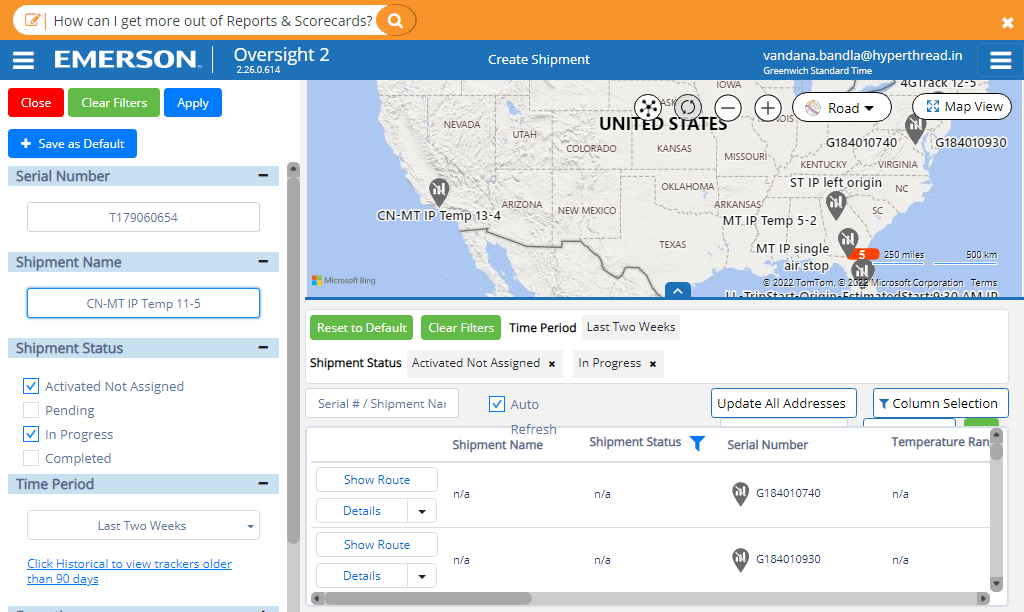 How can I get more out of Reports & Scorecards?
EMERSON
Oversight 2
2.26.0.614
Create Shipment
vandana.bandla@hyperthread.in
Greenwich Standard Time
Close
Clear Filters
Apply
Save as Default
Serial Number
T179060654
Shipment Name
CN-MT IP Temp 11-5
Shipment Status
Activated Not Assigned
Pending
In Progress
Completed
Time Period
Last Two Weeks
Click Historical to view trackers older
than 90 days
IOWA
4GTrack 12-5
Road
Map View
UNITED STATES
NEVADA
UTAH
COLORADO
KANSAS
MISSOURI
KENTUCKY
VIRGINIA
G184010740
G184010930
ST IP left origin
NC
OKLAHOMA
ARKANSAS
ARIZONA
NEW MEXICO
CN-MT IP Temp 13-4
MT IP Temp 5-2
SC
TEXAS
MT IP single
air stop
5
250 miles
500 km
Microsoft Bing
© 2022 TomTom, © 2022 Microsoft Corporation Terms
LL-TripStart-Origin-EstimatedStart:9:30 AM IP
Reset to Default
Clear Filters
Time Period
Last Two Weeks
Shipment Status
Activated Not Assigned ×
In Progress ×
Serial # / Shipment Nar
Auto
Refresh
Update All Addresses
Column Selection
Shipment Name
Shipment Status
Serial Number
Temperature Ran
Show Route
Details
n/a
n/a
G184010740
n/a
Show Route
Details
n/a
n/a
G184010930
n/a